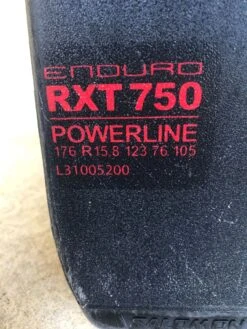 ENDURO
RXT 750
POWERLINE
176 R15.8 123 76 105
L31005200